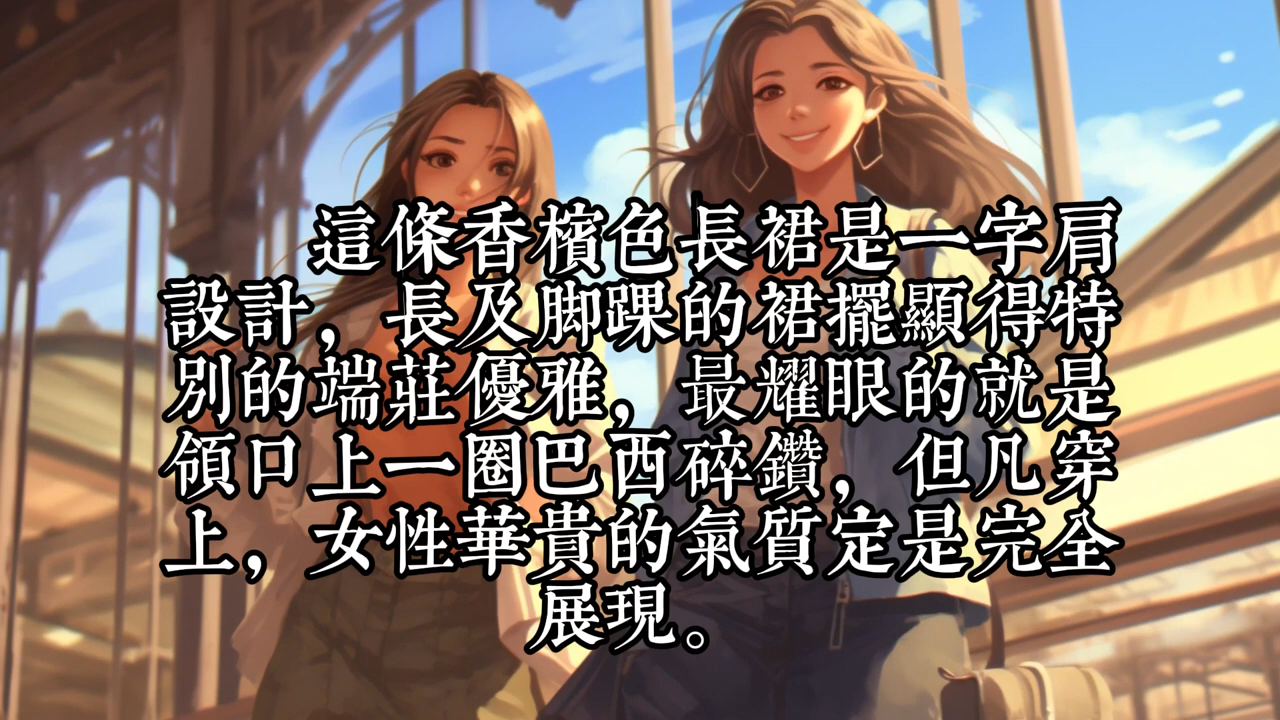 這條香檳色長裙是一字肩
設計，長及脚踝的裙擺顯得特
別的端莊優雅，最耀眼的就是
領口上一圈巴西碎鑽，但凡穿
上，女性華貴的氣質定是完全
展現。